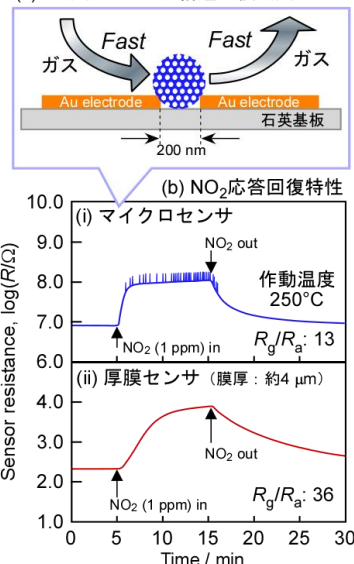 Fast
Fast
ガス
ガス
Au electrode
Au electrode
石英基板
200 nm
(b) NO₂応答回復特性
Sensor resistance, log(R/Ω)
10.0
9.0
8.0
7.0
6.0
(i) マイクロセンサ
NO₂ out
作動温度
250°C
NO₂ (1 ppm) in
Rg/Ra: 13
(ii) 厚膜センサ (膜厚：約4 μm)
4.0
3.0
2.0
1.0
NO₂ out
NO₂ (1 ppm) in
Rg/Ra: 36
0 5 10 15 20 25 30
Time / min